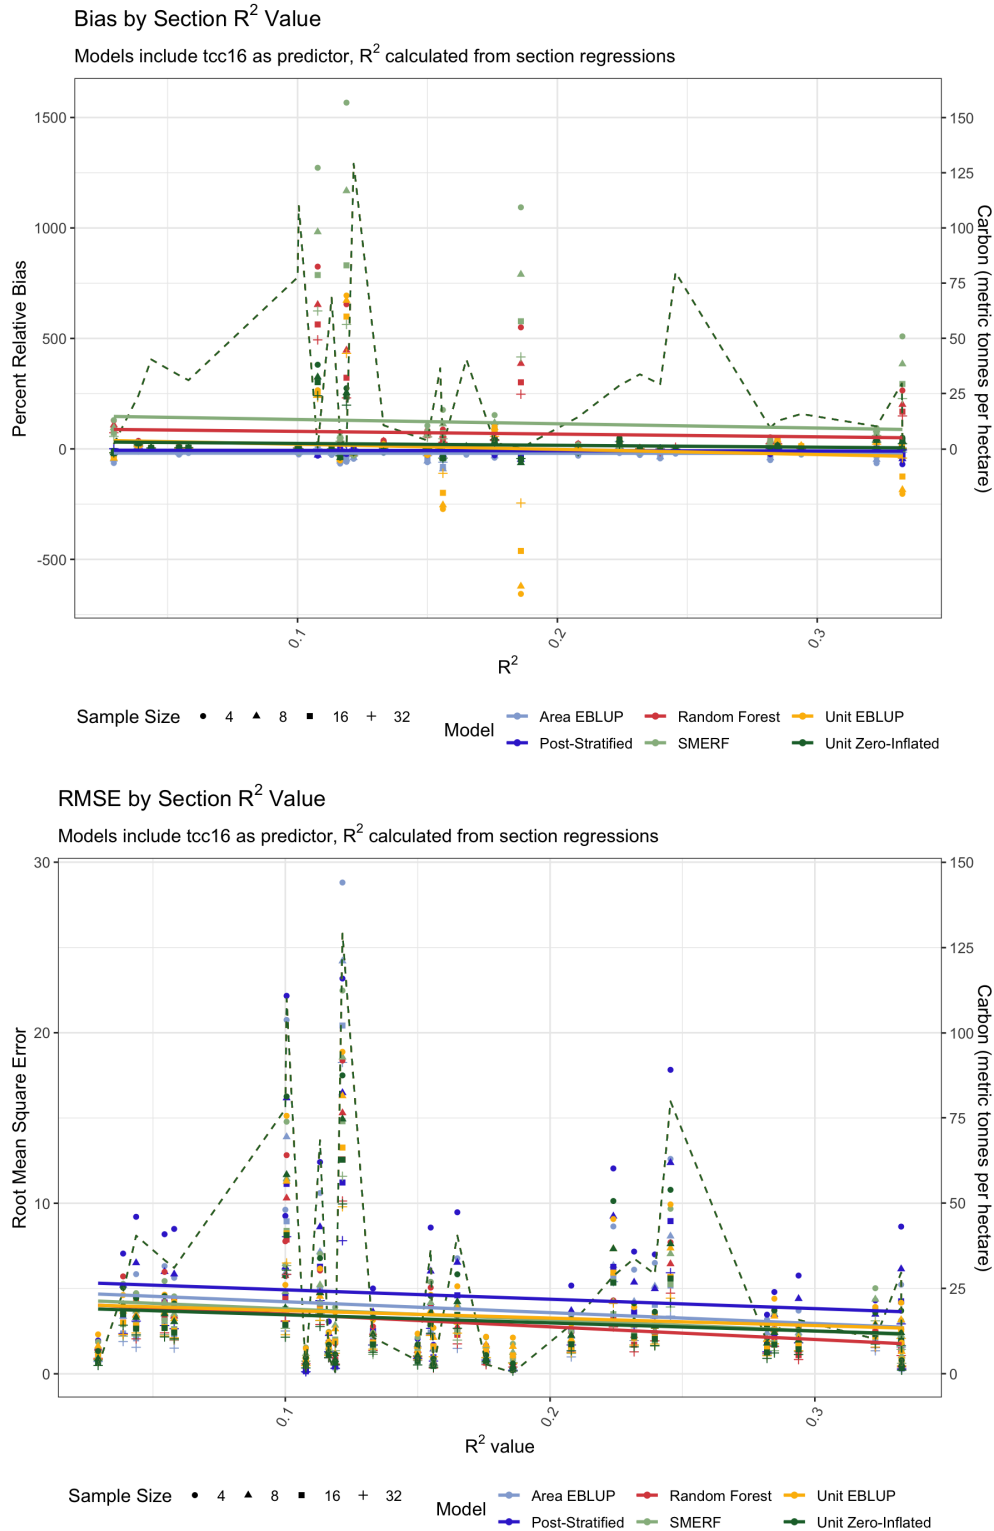 Bias by Section R² Value
Models include tcc16 as predictor, R² calculated from section regressions
1500
1000
500
0
-500
Percent Relative Bias
150
125
100
75
50
25
0
Carbon (metric tonnes per hectare)
0.1
0.2
0.3
R²
Sample Size 4 8 16 32
Model
Area EBLUP Random Forest Unit EBLUP
Post-Stratified SMERF Unit Zero-Inflated
RMSE by Section R² Value
Models include tcc16 as predictor, R² calculated from section regressions
30
20
10
0
Root Mean Square Error
150
125
100
75
50
25
0
Carbon (metric tonnes per hectare)
0.1
0.2
0.3
R² value
Sample Size 4 8 16 32
Model
Area EBLUP Random Forest Unit EBLUP
Post-Stratified SMERF Unit Zero-Inflated